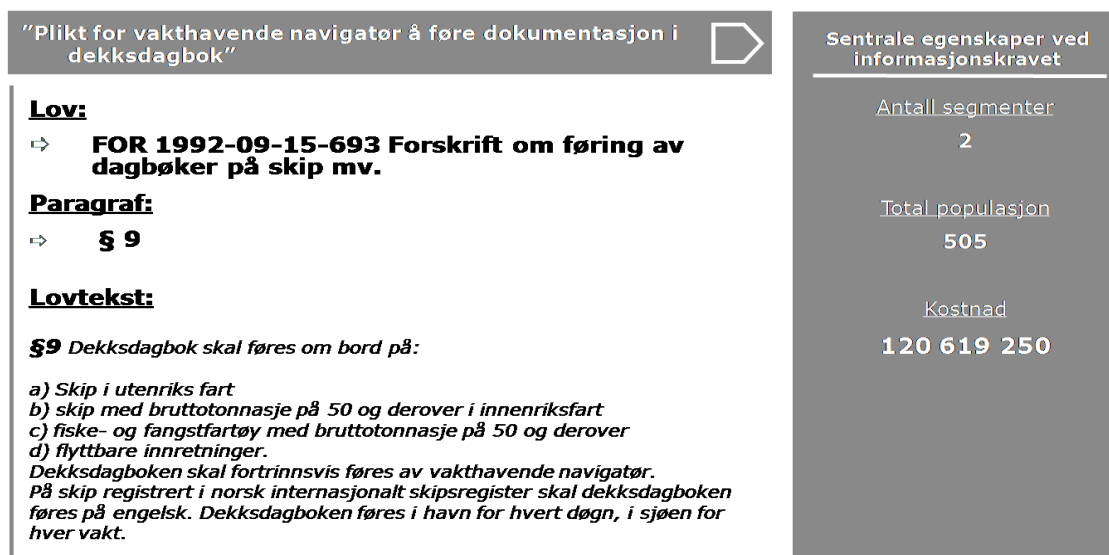 "Plikt for vakthavende navigatør å føre dokumentasjon i
dekksdagbok"
Lov:
⇨ FOR 1992-09-15-693 Forskrift om føring av
dagbøker på skip mv.
Paragraf:
⇨ § 9
Lovtekst:
§9 Dekksdagbok skal føres om bord på:
a) Skip i utenriks fart
b) skip med bruttotonnasje på 50 og derover i innenriksfart
c) fiske- og fangstfartøy med bruttotonnasje på 50 og derover
d) flyttbare innretninger.
Dekksdagboken skal fortrinnsvis føres av vakthavende navigatør.
På skip registrert i norsk internasjonalt skipsregister skal dekksdagboken
føres på engelsk. Dekksdagboken føres i havn for hvert døgn, i sjøen for
hver vakt.
Sentrale egenskaper ved
informasjonskravet
Antall segmenter
2
Total populasjon
505
Kostnad
120 619 250